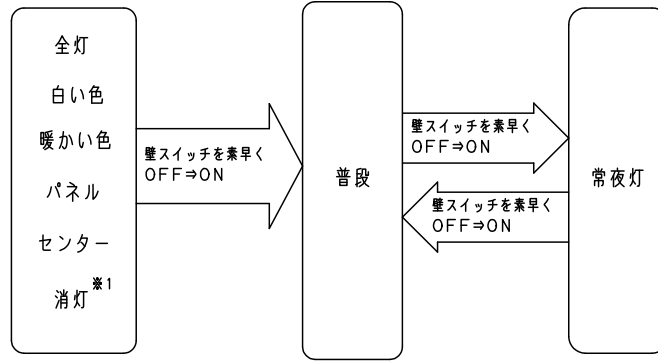 全灯
白い色
暖かい色
パネル
センター
消灯※1
壁スイッチを素早く
OFF⇒ON
普段
壁スイッチを素早く
OFF⇒ON
壁スイッチを素早く
OFF⇒ON
常夜灯